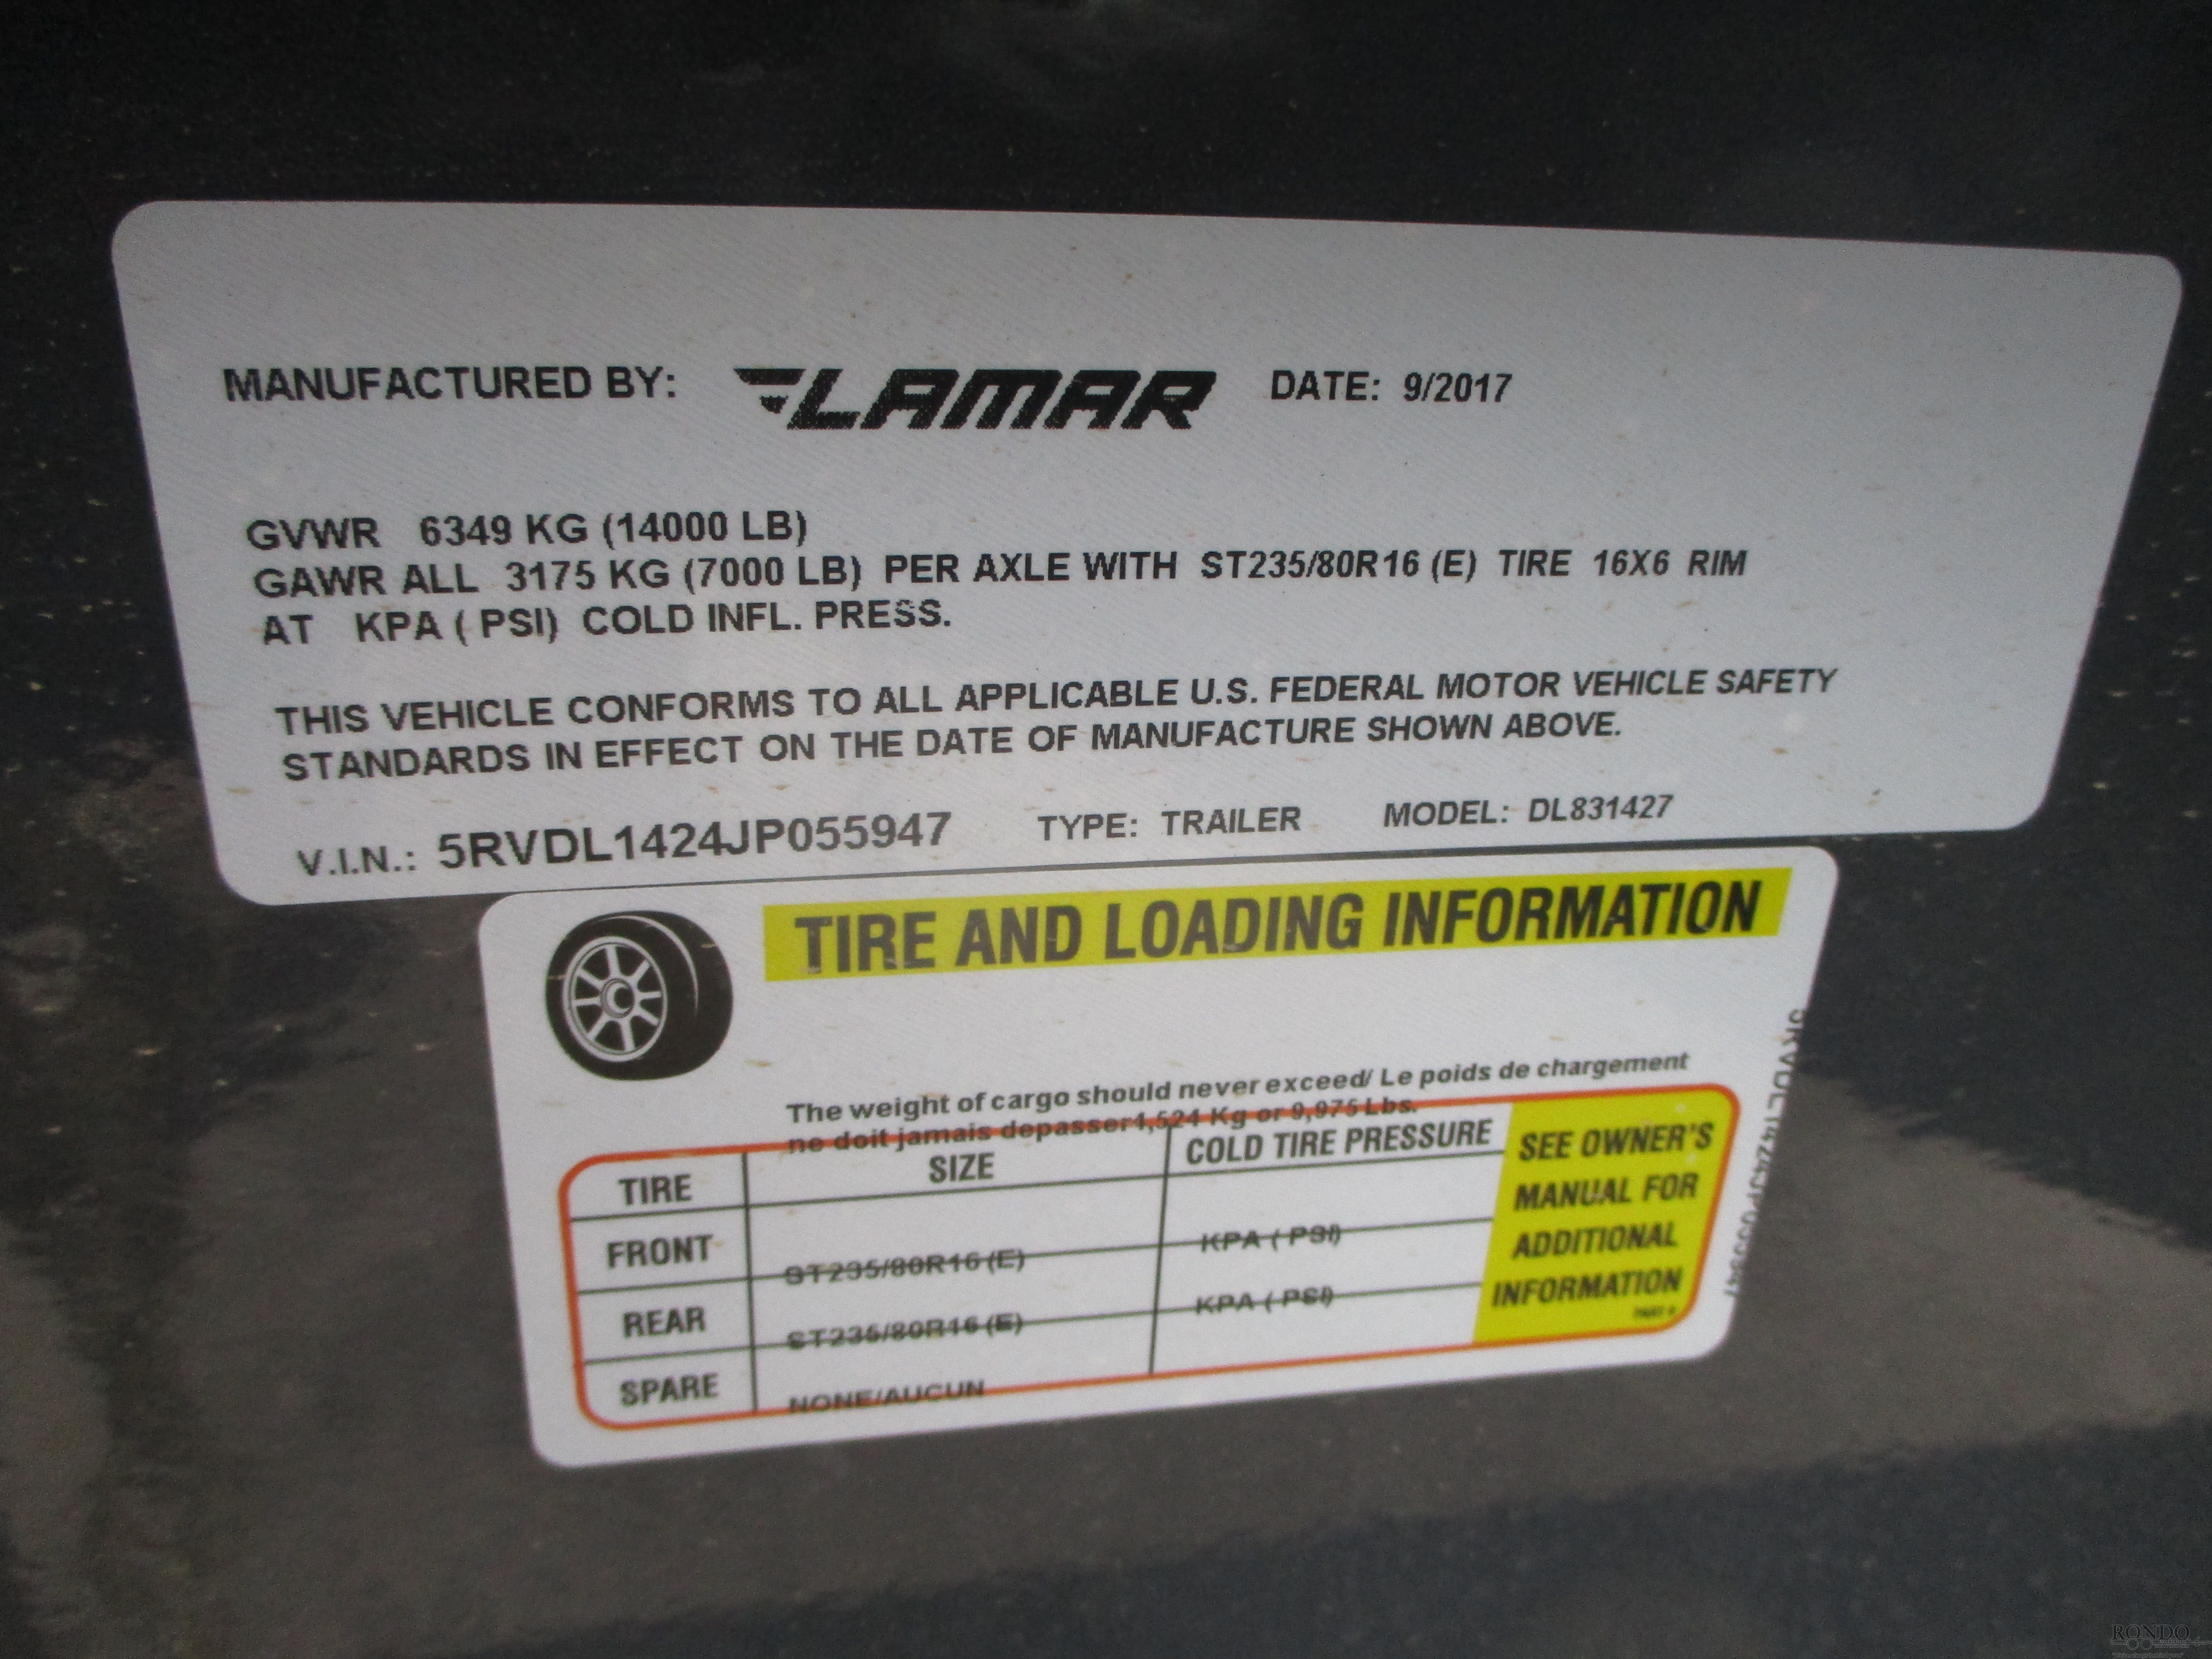 MANUFACTURED BY: LAMAR DATE: 9/2017
GVWR 6349 KG (14000 LB)
GAWR ALL 3175 KG (7000 LB) PER AXLE WITH ST235/80R16 (E) TIRE 16X6 RIM
AT KPA ( PSI) COLD INFL. PRESS.
THIS VEHICLE CONFORMS TO ALL APPLICABLE U.S. FEDERAL MOTOR VEHICLE SAFETY
STANDARDS IN EFFECT ON THE DATE OF MANUFACTURE SHOWN ABOVE.
V.I.N.: 5RVDL1424JP055947 TYPE: TRAILER MODEL: DL831427
TIRE AND LOADING INFORMATION
The weight of cargo should never exceed/ Le poids de chargement
ne doit jamais depasser 4,524 Kg or 9,975 Lbs.
TIRE SIZE COLD TIRE PRESSURE
FRONT ST235/80R16 (E) KPA ( PSI)
REAR ST235/80R16 (E) KPA ( PSI)
SPARE NONE/AUCUN
SEE OWNER'S
MANUAL FOR
ADDITIONAL
INFORMATION
5RVDL1424JP055947
RONDO